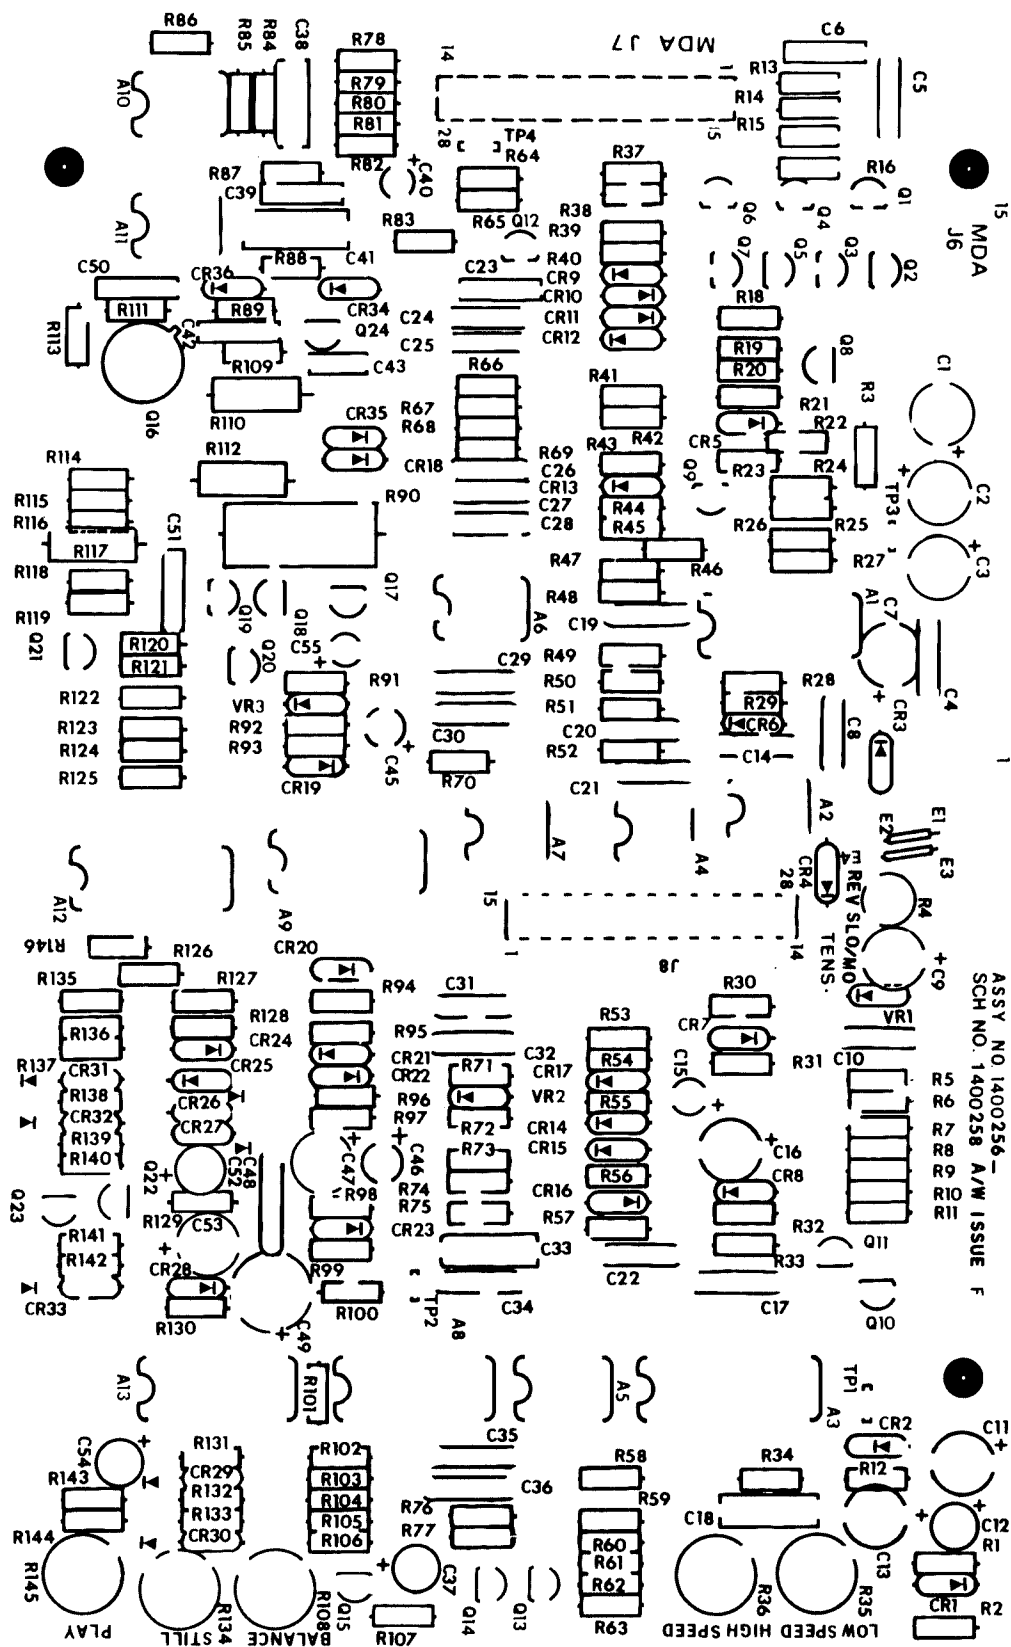 R86
R85
R84
C38
R78
MDA J7
C6
A10
R79
R80
R81
R82
14
1
R13
R14
R15
C5
28
TP4
15
R87
C39
C40
R64
R37
R16
Q1
A11
R83
R65
Q12
R38
R39
Q6
Q4
15
MDA
J6
C50
CR36
R88
C41
C23
R40
CR9
Q7
Q5
Q3
Q2
R111
R89
CR34
CR10
R18
R113
C42
Q24
C24
CR11
C25
CR12
R19
R20
Q8
R109
C43
R66
C1
Q16
R110
CR35
R67
R68
R41
R21
R3
R22
R114
R112
CR18
R69
R43
R42
CR5
R115
R90
C26
CR13
R23
R24
Q9
C2
R116
C51
C27
R44
TP3
C28
R45
R26
R25
R117
R47
R46
R27
C3
R118
R119
Q19
Q18
Q17
A6
R48
A1
C7
Q21
R120
C55
C19
R121
Q20
C29
R49
R122
VR3
R91
R50
R28
CR3
C4
R123
R92
R51
R29
C8
R124
R93
C30
C20
CR6
R125
CR19
C45
R70
R52
C14
1
C21
A2
E1
E2
A7
A4
CR4
E4
E3
28
REV SLO/MO
TENS.
R4
A12
A9
15
R146
CR20
1
J8
14
C9
R126
R135
R127
R94
C31
R30
VR1
ASSY NO. 1400256-
SCH NO. 1400258 A/W ISSUE F
R136
R128
R95
R53
CR7
CR24
C32
R137
CR31
CR25
CR21
R71
CR17
R54
C15
R31
C10
R5
R138
CR26
CR22
VR2
R55
R6
CR32
CR27
R96
R72
CR14
R7
R139
R97
R73
CR15
C16
R8
R140
Q22
C52
C48
C47
C46
R56
R9
Q23
R98
R74
CR16
CR8
R10
R129
C53
R75
R57
R11
R141
CR23
R32
Q11
R142
R99
C33
R33
CR28
C22
CR33
R100
TP2
C34
C17
Q10
R130
C49
A8
A13
R101
A5
A3
TP1
CR2
C11
C54
R131
R102
C35
R58
R34
R12
R143
CR29
R103
C36
R132
R104
R76
R59
C18
C12
R133
R105
R77
R60
R1
R144
CR30
R106
R61
C13
R145
R134
R108
Q15
C37
Q14
Q13
R62
R36
R35
CR1
PLAY
STILL
BALANCE
R107
R63
HIGH SPEED
LOW SPEED
R2